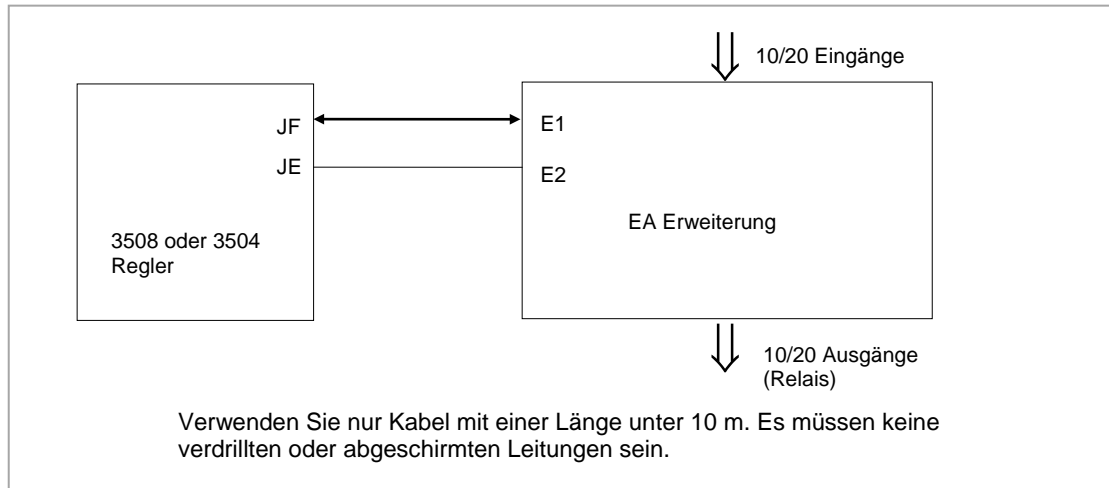 10/20 Eingänge
JF
E1
JE
E2
3508 oder 3504
Regler
EA Erweiterung
10/20 Ausgänge
(Relais)
Verwenden Sie nur Kabel mit einer Länge unter 10 m. Es müssen keine
verdrillten oder abgeschirmten Leitungen sein.